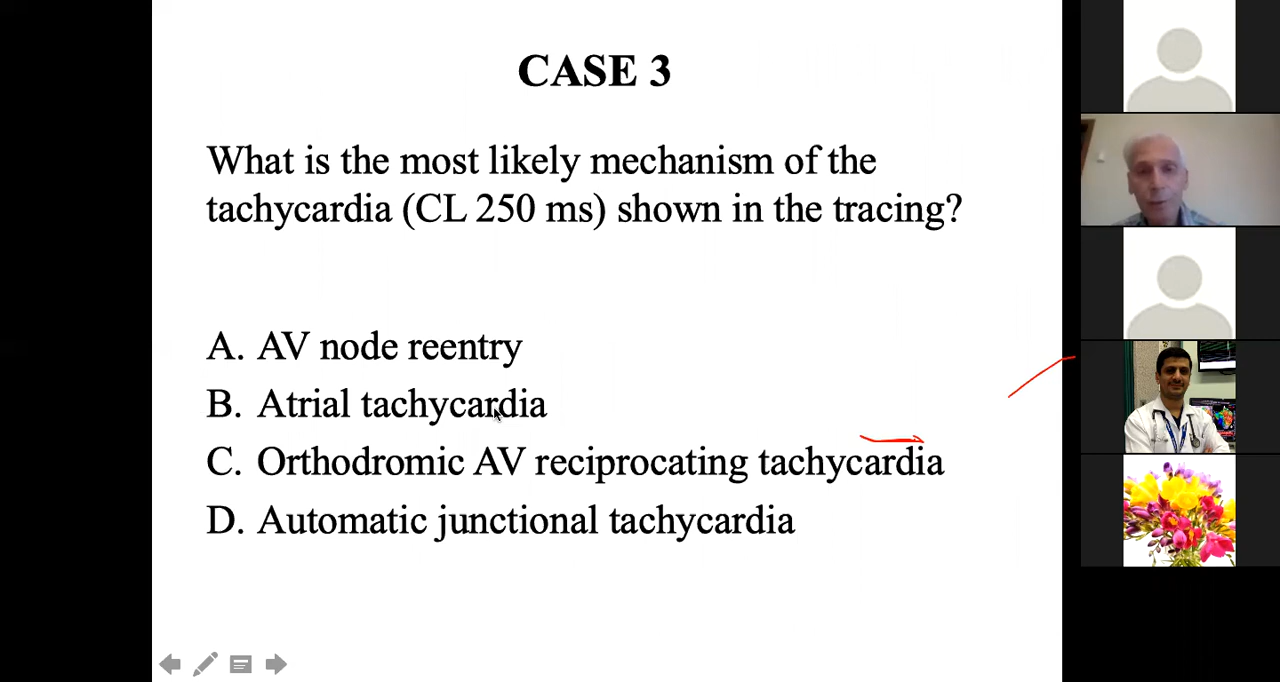 CASE 3
What is the most likely mechanism of the
tachycardia (CL 250 ms) shown in the tracing?
A. AV node reentry
B. Atrial tachycardia
C. Orthodromic AV reciprocating tachycardia
D. Automatic junctional tachycardia